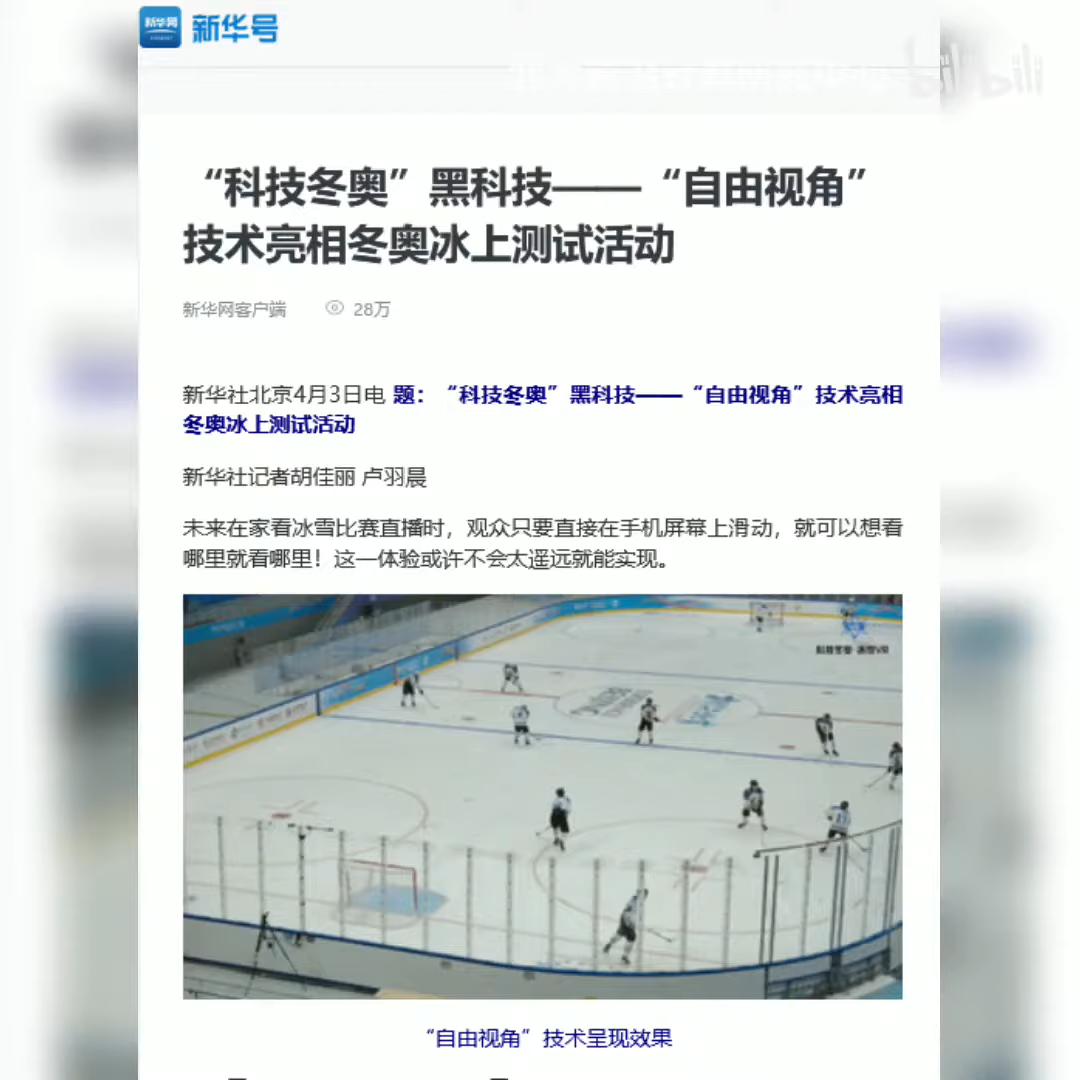 新华网
新华号
bilibili
“科技冬奥”黑科技——“自由视角”
技术亮相冬奥冰上测试活动
新华网客户端 28万
新华社北京4月3日电 题：“科技冬奥”黑科技——“自由视角”技术亮相
冬奥冰上测试活动
新华社记者胡佳丽 卢羽晨
未来在家看冰雪比赛直播时，观众只要直接在手机屏幕上滑动，就可以想看
哪里就看哪里！这一体验或许不会太遥远就能实现。
“自由视角”技术呈现效果